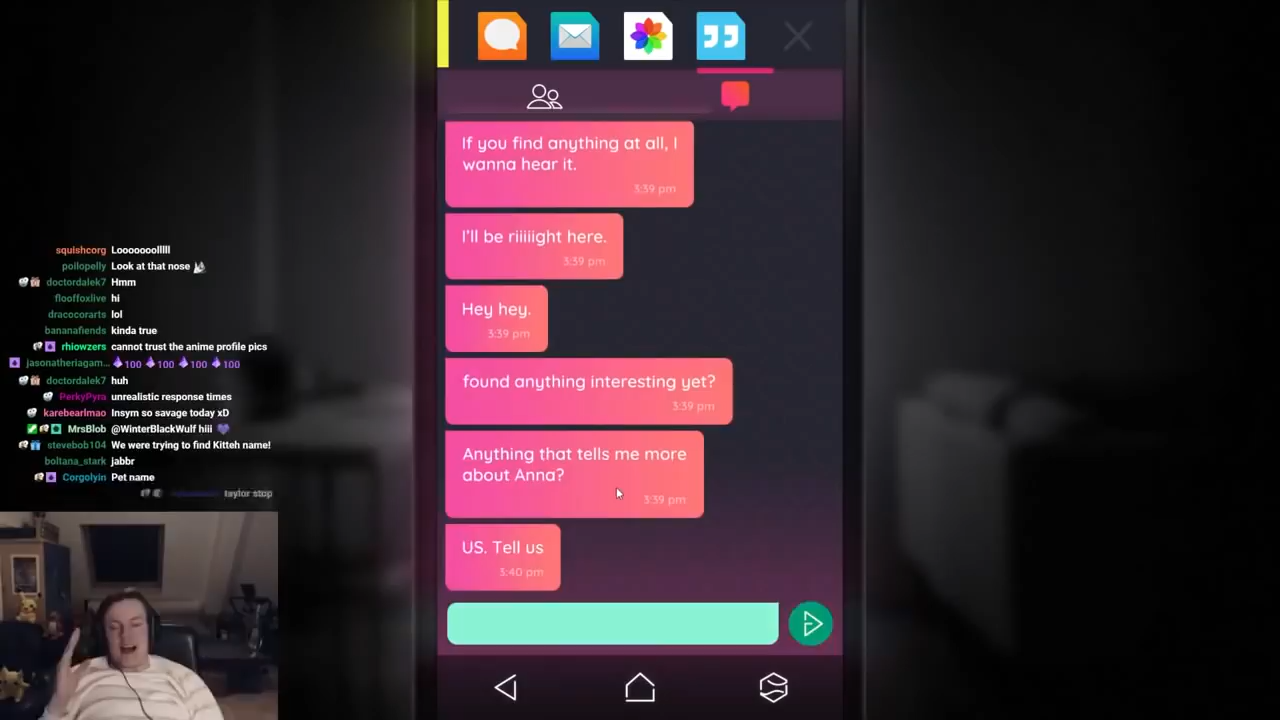 If you find anything at all, I
wanna hear it.
3:39 pm
I'll be riiiiight here.
3:39 pm
Hey hey.
3:39 pm
found anything interesting yet?
3:39 pm
Anything that tells me more
about Anna?
3:39 pm
US. Tell us
3:40 pm
squishcorg Looooooolllll
pollopelly Look at that nose
doctordalek7 Hmm
flooffoxlive hi
dracocorarts lol
bananafiends kinda true
rhiowzers cannot trust the anime profile pics
jasonatheriagam... 100 100 100 100
doctordalek7 huh
PerkyPyra unrealistic response times
karebearlmao Insym so savage today xD
MrsBlob @WinterBlackWulf hiii
stevebob104 We were trying to find Kitteh name!
boltana_stark jabbr
Corgolyin Pet name
taylor stop